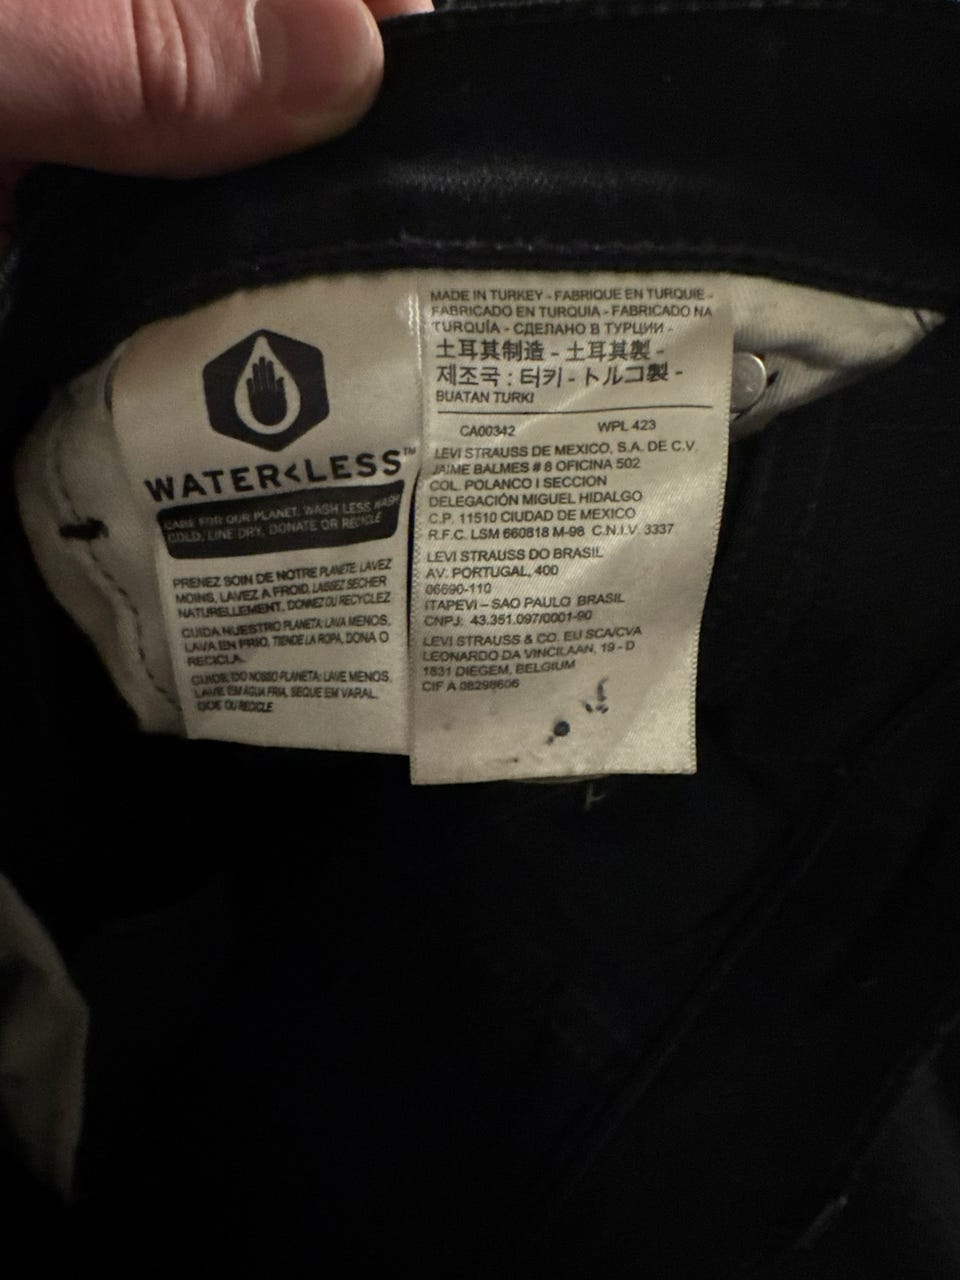 WATER<LESS™
CARE FOR OUR PLANET. WASH LESS, WASH
COLD, LINE DRY, DONATE OR RECYCLE
PRENEZ SOIN DE NOTRE PLANÈTE: LAVEZ
MOINS, LAVEZ A FROID, LAISSEZ SECHER
NATURELLEMENT, DONNEZ OU RECYCLEZ
CUIDA NUESTRO PLANETA: LAVA MENOS,
LAVA EN FRIO, TIENDE LA ROPA, DONA O
RECICLA.
CUIDE DO NOSSO PLANETA: LAVE MENOS,
LAVE EM ÁGUA FRIA, SEQUE EM VARAL,
DOE OU RECICLE
MADE IN TURKEY - FABRIQUE EN TURQUIE -
FABRICADO EN TURQUIA - FABRICADO NA
TURQUÍA - СДЕЛАНО В ТУРЦИИ -
土耳其制造 - 土耳其製 -
제조국 : 터키 - トルコ製 -
BUATAN TURKI
CA00342 WPL 423
LEVI STRAUSS DE MEXICO, S.A. DE C.V.
JAIME BALMES # 8 OFICINA 502
COL. POLANCO I SECCION
DELEGACIÓN MIGUEL HIDALGO
C.P. 11510 CIUDAD DE MEXICO
R.F.C. LSM 660818 M-98 C.N.I.V. 3337
LEVI STRAUSS DO BRASIL
AV. PORTUGAL, 400
06690-110
ITAPEVI – SAO PAULO BRASIL
CNPJ: 43.351.097/0001-90
LEVI STRAUSS & CO. EU SCA/CVA
LEONARDO DA VINCILAAN, 19 - D
1831 DIEGEM, BELGIUM
CIF A 08298606